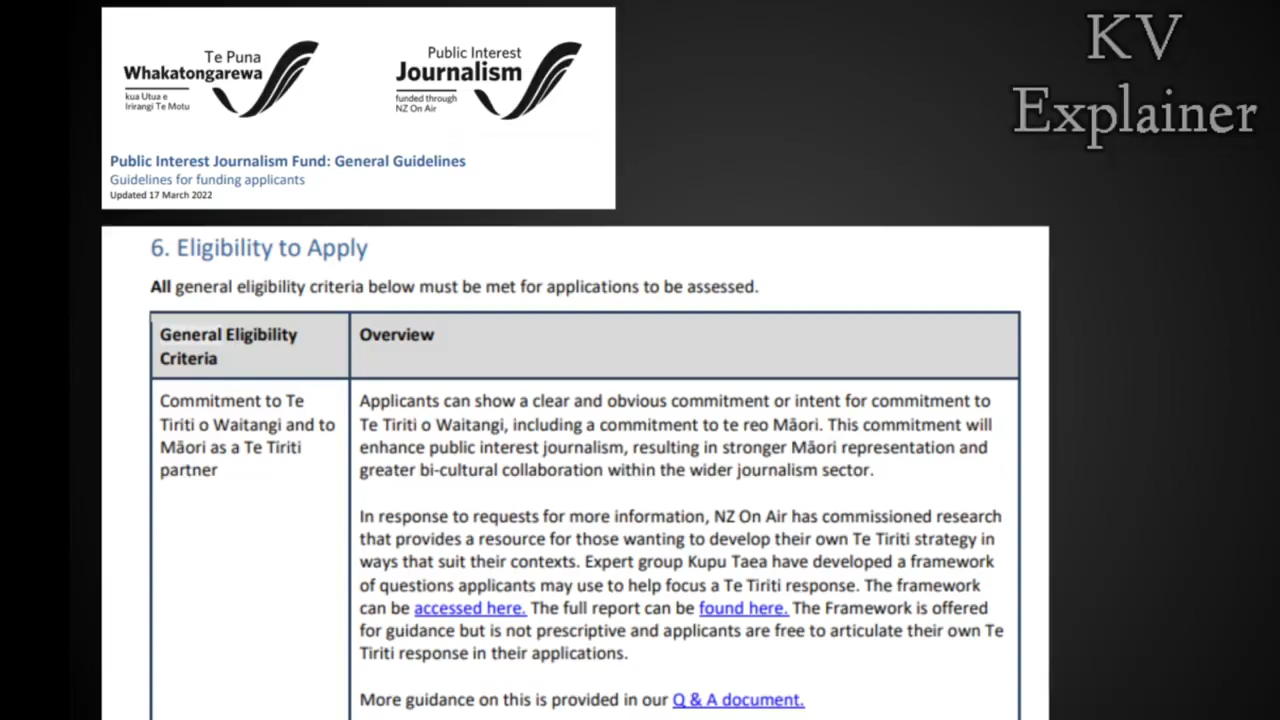 KV
Explainer
Te Puna
Whakatongarewa
kua Utua e
Irirangi Te Motu
Public Interest
Journalism
funded through
NZ On Air
Public Interest Journalism Fund: General Guidelines
Guidelines for funding applicants
Updated 17 March 2022
6. Eligibility to Apply
All general eligibility criteria below must be met for applications to be assessed.
General Eligibility
Criteria
Overview
Commitment to Te
Tiriti o Waitangi and to
Māori as a Te Tiriti
partner
Applicants can show a clear and obvious commitment or intent for commitment to
Te Tiriti o Waitangi, including a commitment to te reo Māori. This commitment will
enhance public interest journalism, resulting in stronger Māori representation and
greater bi-cultural collaboration within the wider journalism sector.
In response to requests for more information, NZ On Air has commissioned research
that provides a resource for those wanting to develop their own Te Tiriti strategy in
ways that suit their contexts. Expert group Kupu Taea have developed a framework
of questions applicants may use to help focus a Te Tiriti response. The framework
can be accessed here. The full report can be found here. The Framework is offered
for guidance but is not prescriptive and applicants are free to articulate their own Te
Tiriti response in their applications.
More guidance on this is provided in our Q & A document.